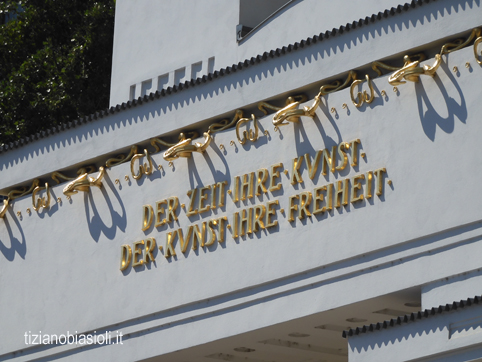 DER·ZEIT·IHRE·KVNST·
DER·KVNST·IHRE·FREIHEIT·
tizianobiasioli.it